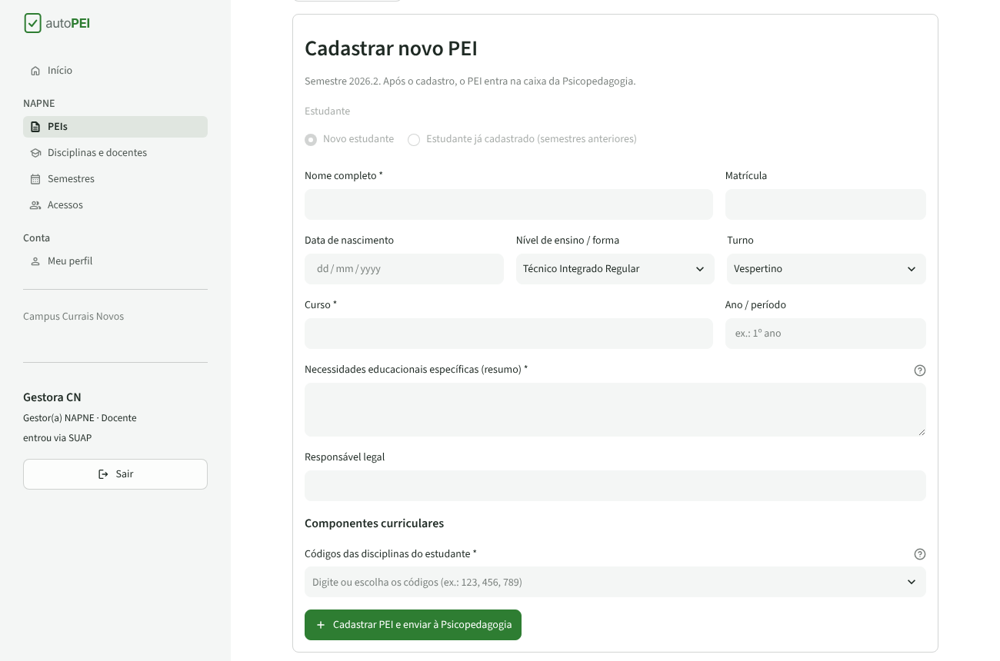 autoPEI
Início
NAPNE
PEIs
Disciplinas e docentes
Semestres
Acessos
Conta
Meu perfil
Campus Currais Novos
Gestora CN
Gestor(a) NAPNE · Docente
entrou via SUAP
Sair
Cadastrar novo PEI
Semestre 2026.2. Após o cadastro, o PEI entra na caixa da Psicopedagogia.
Estudante
Novo estudante Estudante já cadastrado (semestres anteriores)
Nome completo * Matrícula
Data de nascimento Nível de ensino / forma Turno
dd / mm / yyyy Técnico Integrado Regular Vespertino
Curso * Ano / período
ex.: 1º ano
Necessidades educacionais específicas (resumo) *
Responsável legal
Componentes curriculares
Códigos das disciplinas do estudante *
Digite ou escolha os códigos (ex.: 123, 456, 789)
+ Cadastrar PEI e enviar à Psicopedagogia